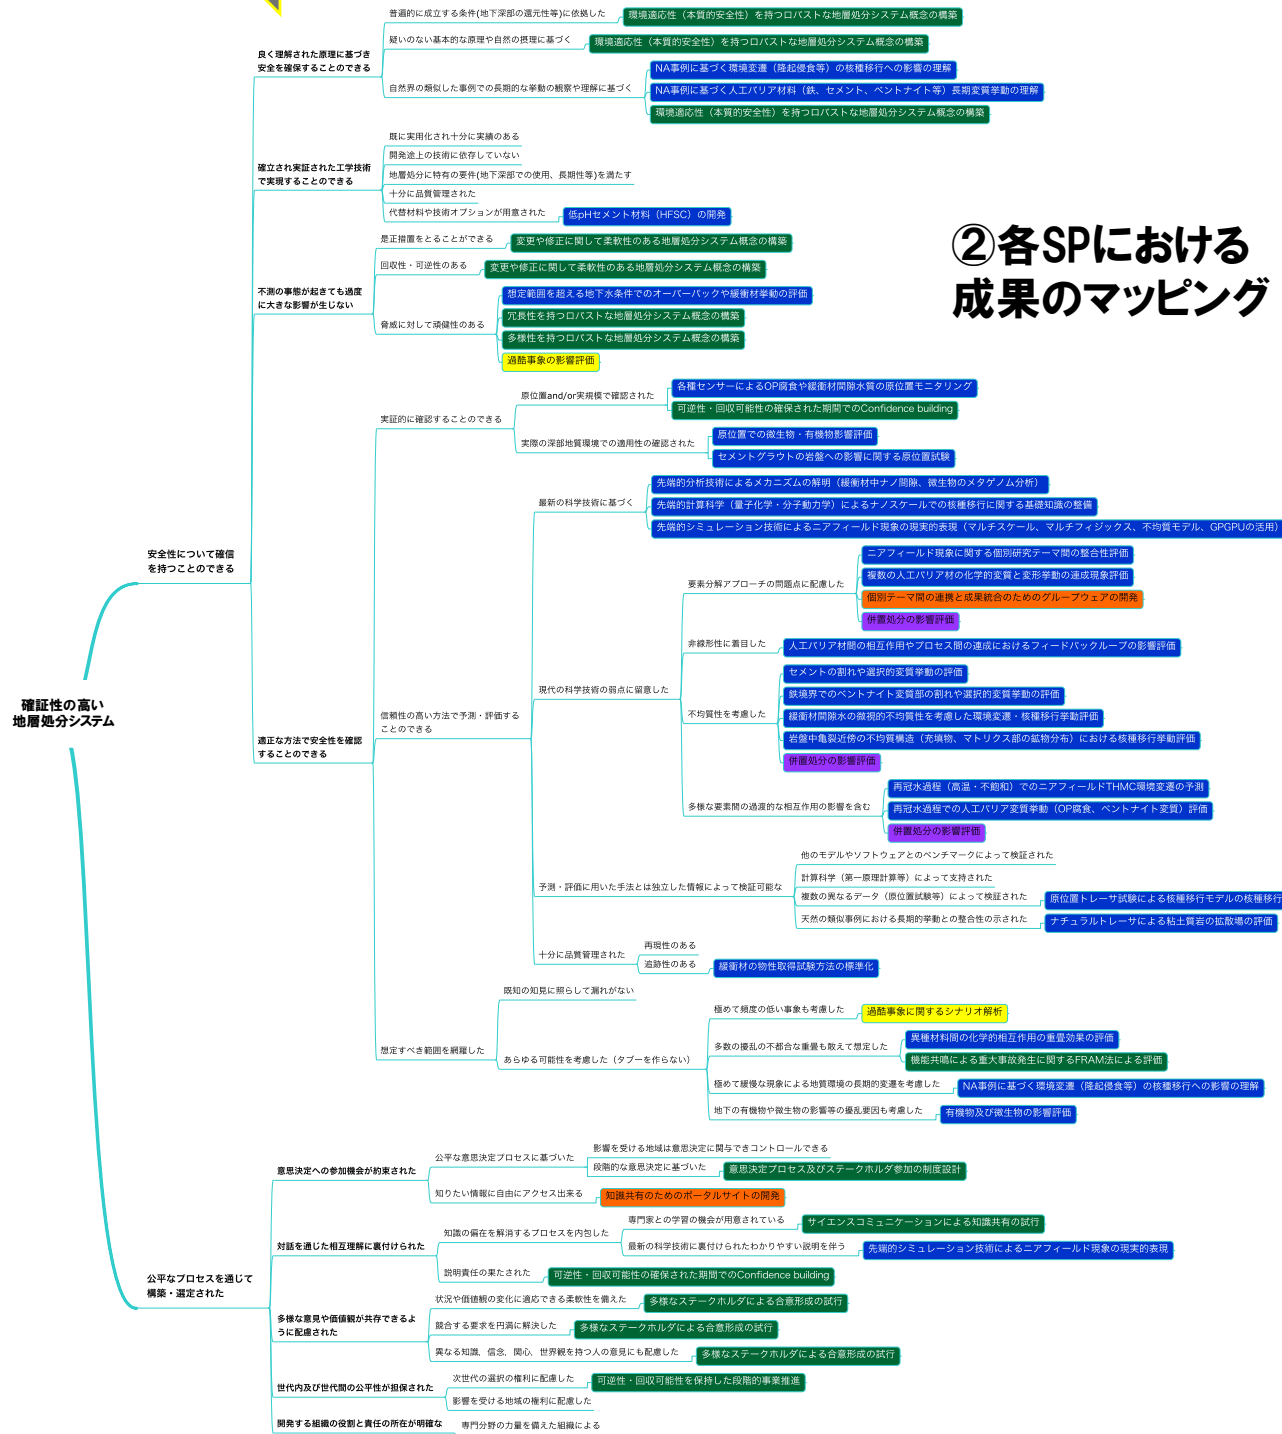 ②各SPにおける
成果のマッピング
確証性の高い
地層処分システム
安全性について確信
を持つことのできる
良く理解された原理に基づき
安全を確保することのできる
普遍的に成立する条件(地下深部の還元性等)に依拠した
環境適応性（本質的安全性）を持つロバストな地層処分システム概念の構築
疑いのない基本的な原理や自然の摂理に基づく
環境適応性（本質的安全性）を持つロバストな地層処分システム概念の構築
自然界の類似した事例での長期的な挙動の観察や理解に基づく
NA事例に基づく環境変遷（隆起侵食等）の核種移行への影響の理解
NA事例に基づく人工バリア材料（鉄、セメント、ベントナイト等）長期変質挙動の理解
環境適応性（本質的安全性）を持つロバストな地層処分システム概念の構築
確立され実証された工学技術
で実現することのできる
既に実用化され十分に実績のある
開発途上の技術に依存していない
地層処分に特有の要件(地下深部での使用、長期性等)を満たす
十分に品質管理された
代替材料や技術オプションが用意された
低pHセメント材料（HFSC）の開発
不測の事態が起きても過度
に大きな影響が生じない
是正措置をとることができる
変更や修正に関して柔軟性のある地層処分システム概念の構築
回収性・可逆性のある
変更や修正に関して柔軟性のある地層処分システム概念の構築
脅威に対して頑健性のある
想定範囲を超える地下水条件でのオーバーパックや緩衝材挙動の評価
冗長性を持つロバストな地層処分システム概念の構築
多様性を持つロバストな地層処分システム概念の構築
過酷事象の影響評価
適正な方法で安全性を確認
することのできる
実証的に確認することのできる
原位置and/or実規模で確認された
各種センサーによるOP腐食や緩衝材間隙水質の原位置モニタリング
可逆性・回収可能性の確保された期間でのConfidence building
実際の深部地質環境での適用性の確認された
原位置での微生物・有機物影響評価
セメントグラウトの岩盤への影響に関する原位置試験
信頼性の高い方法で予測・評価する
ことのできる
最新の科学技術に基づく
先端的分析技術によるメカニズムの解明（緩衝材中ナノ間隙、微生物のメタゲノム分析）
先端的計算科学（量子化学・分子動力学）によるナノスケールでの核種移行に関する基礎知識の整備
先端的シミュレーション技術によるニアフィールド現象の現実的表現（マルチスケール、マルチフィジックス、不均質モデル、GPGPUの活用）
現代の科学技術の弱点に留意した
要素分解アプローチの問題点に配慮した
ニアフィールド現象に関する個別研究テーマ間の整合性評価
複数の人工バリア材の化学的変質と変形挙動の連成現象評価
個別テーマ間の連携と成果統合のためのグループウェアの開発
併置処分の影響評価
非線形性に着目した
人工バリア材間の相互作用やプロセス間の連成におけるフィードバックループの影響評価
不均質性を考慮した
セメントの割れや選択的変質挙動の評価
鉄境界でのベントナイト変質部の割れや選択的変質挙動の評価
緩衝材間隙水の微視的不均質性を考慮した環境変遷・核種移行挙動評価
岩盤中亀裂近傍の不均質構造（充填物、マトリクス部の鉱物分布）における核種移行挙動評価
併置処分の影響評価
多様な要素間の過渡的な相互作用の影響を含む
再冠水過程（高温・不飽和）でのニアフィールドTHMC環境変遷の予測
再冠水過程での人工バリア変質挙動（OP腐食、ベントナイト変質）評価
併置処分の影響評価
予測・評価に用いた手法とは独立した情報によって検証可能な
他のモデルやソフトウェアとのベンチマークによって検証された
計算科学（第一原理計算等）によって支持された
複数の異なるデータ（原位置試験等）によって検証された
原位置トレーサ試験による核種移行モデルの核種移行
天然の類似事例における長期的挙動との整合性の示された
ナチュラルトレーサによる粘土質岩の拡散場の評価
十分に品質管理された
再現性のある
追跡性のある
緩衝材の物性取得試験方法の標準化
想定すべき範囲を網羅した
既知の知見に照らして漏れがない
あらゆる可能性を考慮した（タブーを作らない）
極めて頻度の低い事象も考慮した
過酷事象に関するシナリオ解析
多数の擾乱の不都合な重畳も敢えて想定した
異種材料間の化学的相互作用の重畳効果の評価
機能共鳴による重大事故発生に関するFRAM法による評価
極めて緩慢な現象による地質環境の長期的変遷を考慮した
NA事例に基づく環境変遷（隆起侵食等）の核種移行への影響の理解
地下の有機物や微生物の影響等の擾乱要因も考慮した
有機物及び微生物の影響評価
公平なプロセスを通じて
構築・選定された
意思決定への参加機会が約束された
公平な意思決定プロセスに基づいた
影響を受ける地域は意思決定に関与できコントロールできる
段階的な意思決定に基づいた
意思決定プロセス及びステークホルダ参加の制度設計
知りたい情報に自由にアクセス出来る
知識共有のためのポータルサイトの開発
対話を通じた相互理解に裏付けられた
知識の偏在を解消するプロセスを内包した
専門家との学習の機会が用意されている
サイエンスコミュニケーションによる知識共有の試行
最新の科学技術に裏付けられたわかりやすい説明を伴う
先端的シミュレーション技術によるニアフィールド現象の現実的表現
説明責任の果たされた
可逆性・回収可能性の確保された期間でのConfidence building
多様な意見や価値観が共存できるよ
うに配慮された
状況や価値観の変化に適応できる柔軟性を備えた
多様なステークホルダによる合意形成の試行
競合する要求を円満に解決した
多様なステークホルダによる合意形成の試行
異なる知識，信念，関心，世界観を持つ人の意見にも配慮した
多様なステークホルダによる合意形成の試行
世代内及び世代間の公平性が担保された
次世代の選択の権利に配慮した
可逆性・回収可能性を保持した段階的事業推進
影響を受ける地域の権利に配慮した
開発する組織の役割と責任の所在が明確な
専門分野の力量を備えた組織による